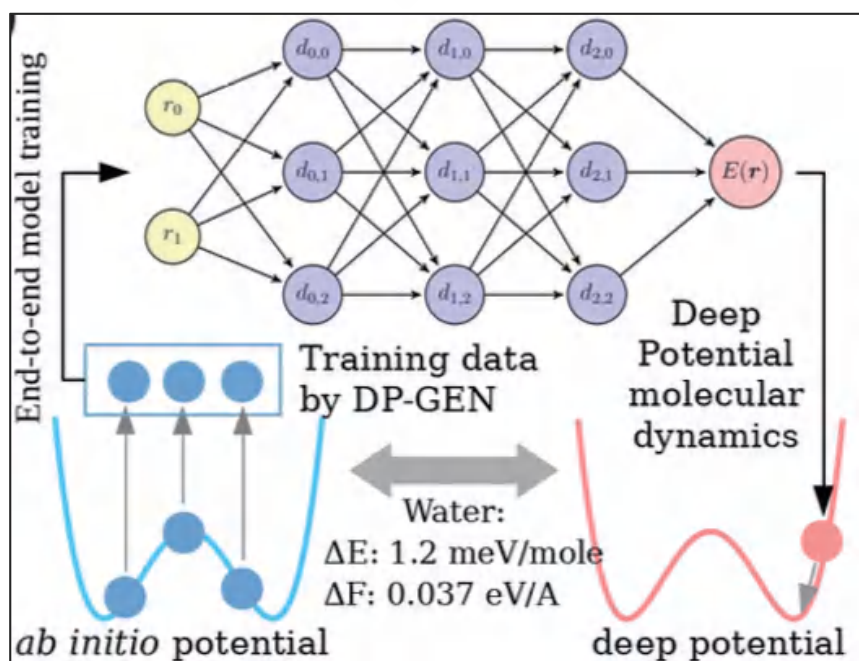 End-to-end model training
r₀
r₁
d₀,₀
d₁,₀
d₂,₀
d₀,₁
d₁,₁
d₂,₁
d₀,₂
d₁,₂
d₂,₂
E(r)
Training data
by DP-GEN
Deep
Potential
molecular
dynamics
Water:
ΔE: 1.2 meV/mole
ΔF: 0.037 eV/A
ab initio potential
deep potential